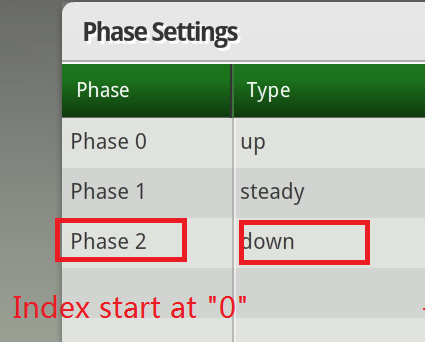 Phase Settings
Phase Type
Phase 0 up
Phase 1 steady
Phase 2 down
Index start at "0"